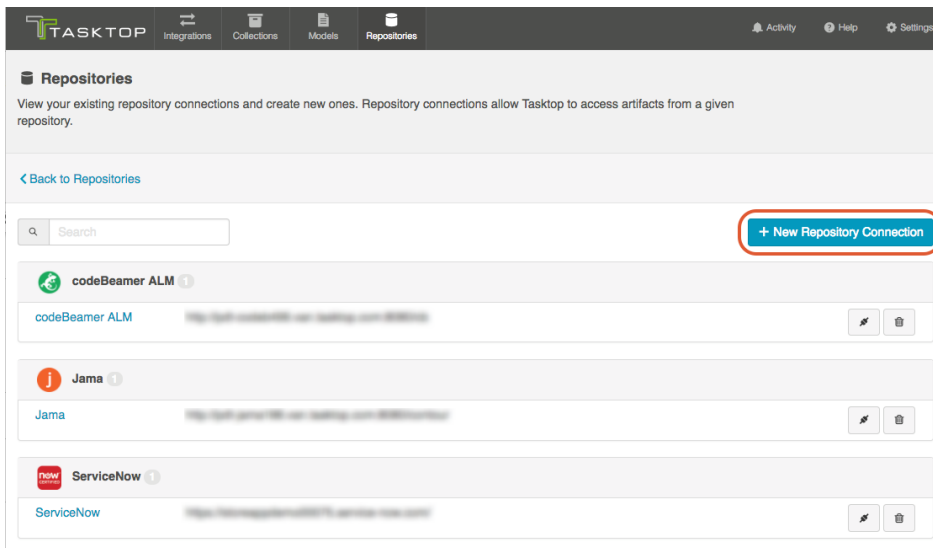 TASKTOP
Integrations
Collections
Models
Repositories
Activity
Help
Settings
Repositories
View your existing repository connections and create new ones. Repository connections allow Tasktop to access artifacts from a given
repository.
Back to Repositories
Search
+ New Repository Connection
codeBeamer ALM 1
codeBeamer ALM
j Jama 1
Jama
now
CERTIFIED
ServiceNow 1
ServiceNow